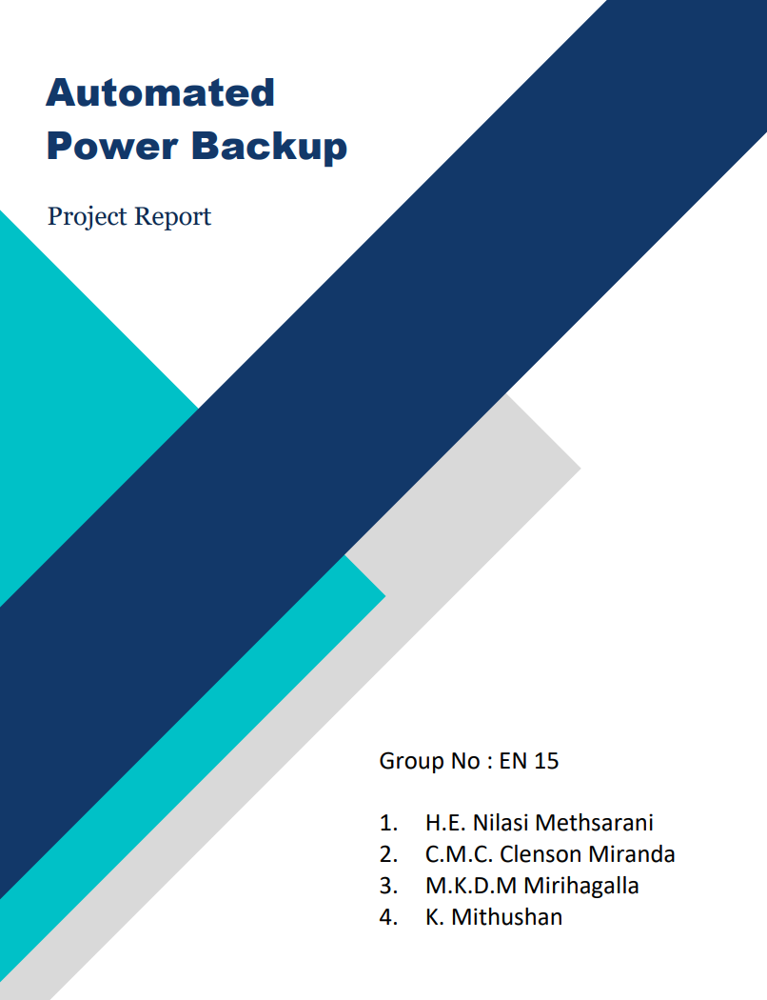 Automated
Power Backup
Project Report
Group No : EN 15
1. H.E. Nilasi Methsarani
2. C.M.C. Clenson Miranda
3. M.K.D.M Mirihagalla
4. K. Mithushan